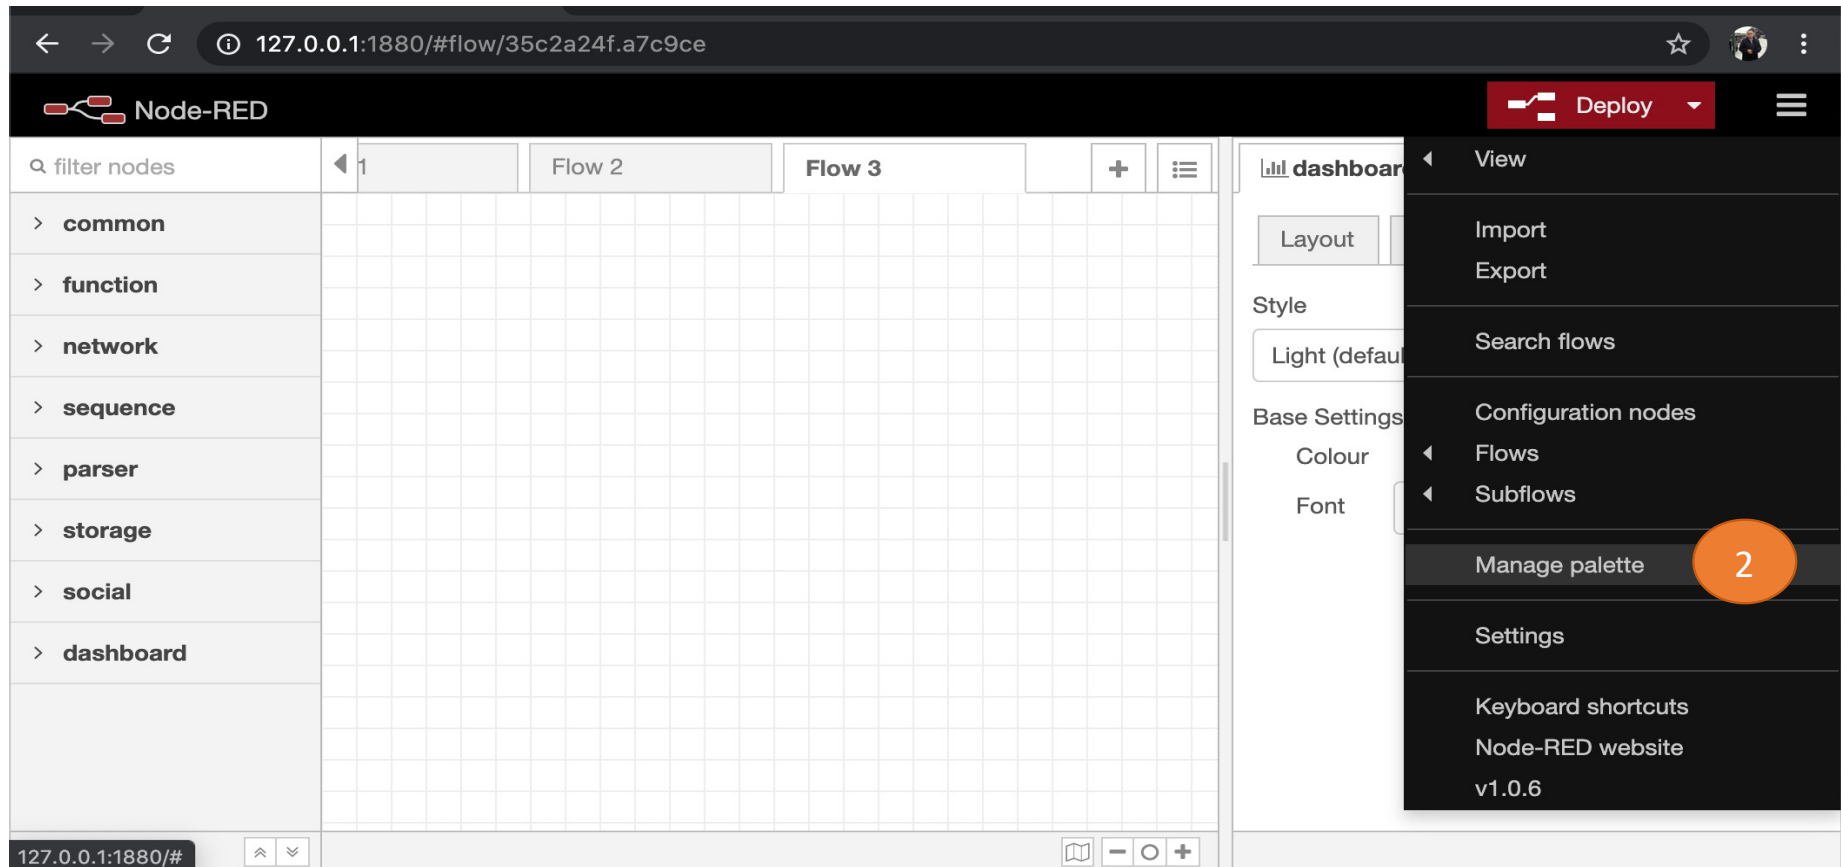 127.0.0.1:1880/#flow/35c2a24f.a7c9ce
Node-RED
Deploy
filter nodes
1
Flow 2
Flow 3
common
function
network
sequence
parser
storage
social
dashboard
dashboar
Layout
Style
Light (defaul
Base Settings
Colour
Font
View
Import
Export
Search flows
Configuration nodes
Flows
Subflows
Manage palette
2
Settings
Keyboard shortcuts
Node-RED website
v1.0.6
127.0.0.1:1880/#